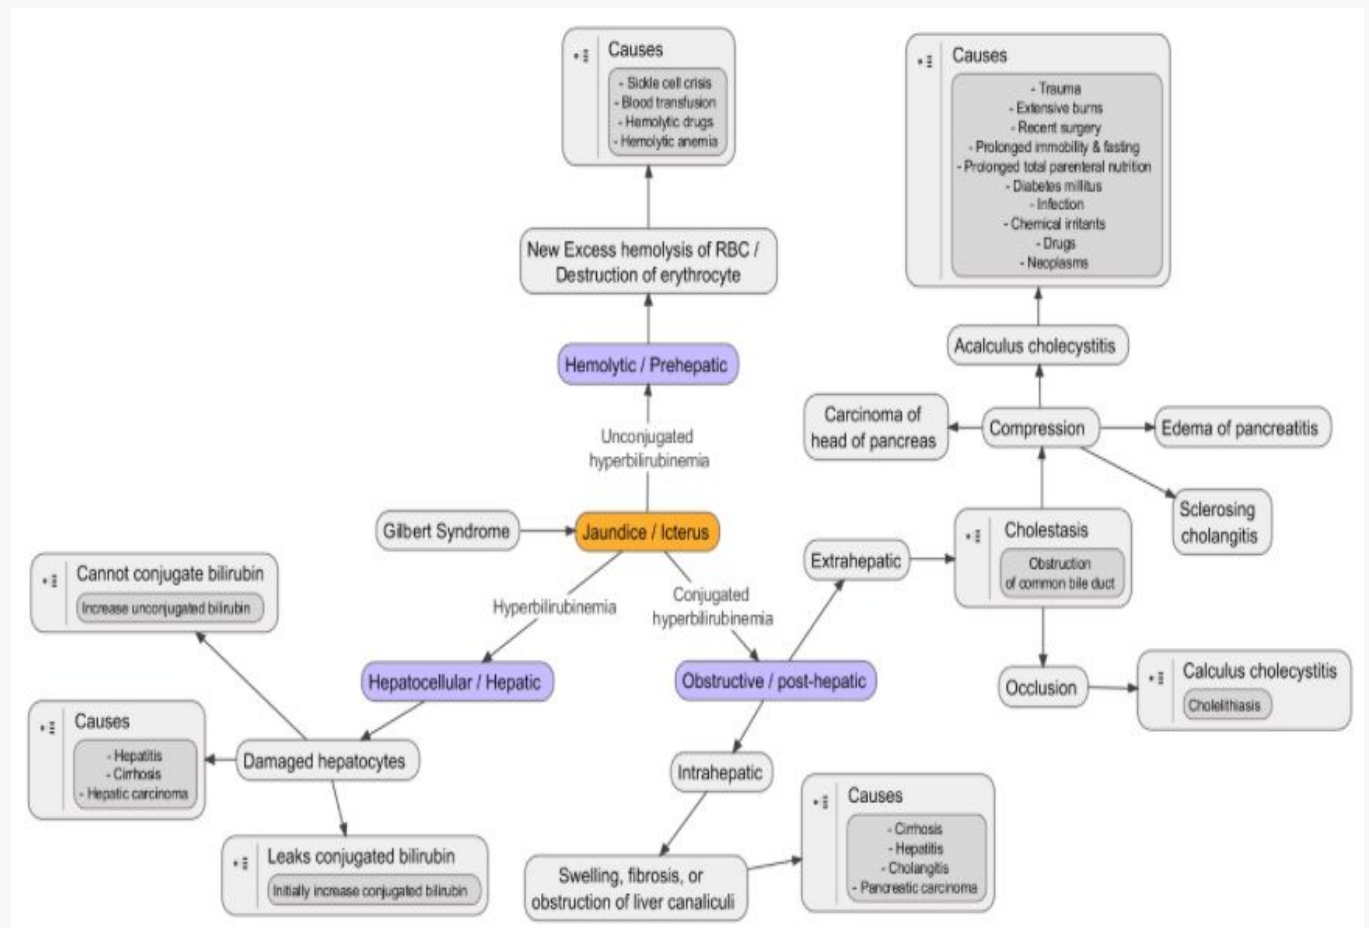 Causes
- Sickle cell crisis
- Blood transfusion
- Hemolytic drugs
- Hemolytic anemia
Causes
- Trauma
- Extensive burns
- Recent surgery
- Prolonged immobility & fasting
- Prolonged total parenteral nutrition
- Diabetes millitus
- Infection
- Chemical irritants
- Drugs
- Neoplasms
New Excess hemolysis of RBC /
Destruction of erythrocyte
Acalculus cholecystitis
Hemolytic / Prehepatic
Carcinoma of
head of pancreas
Compression
Edema of pancreatitis
Unconjugated
hyperbilirubinemia
Sclerosing
cholangitis
Gilbert Syndrome
Jaundice / Icterus
Extrahepatic
Cholestasis
Obstruction
of common bile duct
Cannot conjugate bilirubin
Increase unconjugated bilirubin
Hyperbilirubinemia
Conjugated
hyperbilirubinemia
Hepatocellular / Hepatic
Obstructive / post-hepatic
Occlusion
Calculus cholecystitis
Cholelithiasis
Causes
- Hepatitis
- Cirrhosis
- Hepatic carcinoma
Damaged hepatocytes
Intrahepatic
Causes
- Cirrhosis
- Hepatitis
- Cholangitis
- Pancreatic carcinoma
Leaks conjugated bilirubin
Initially increase conjugated bilirubin
Swelling, fibrosis, or
obstruction of liver canaliculi